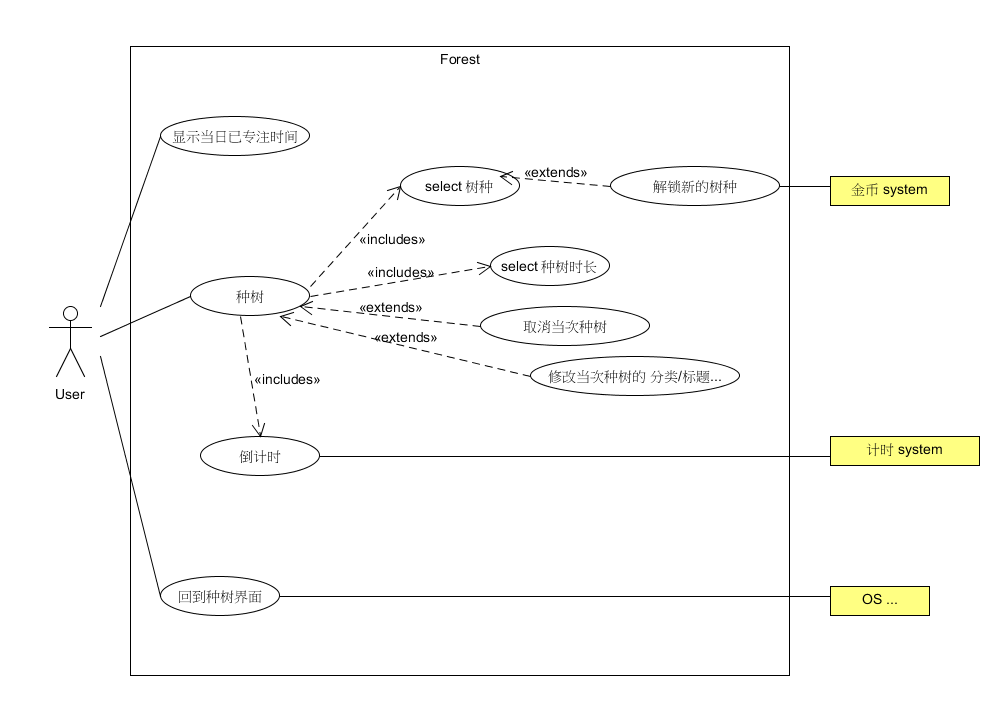 Forest
显示当日已专注时间
select 树种
«extends»
解锁新的树种
金币 system
«includes»
«includes»
select 种树时长
种树
«extends»
取消当次种树
«extends»
修改当次种树的 分类/标题...
User
«includes»
倒计时
计时 system
回到种树界面
OS ...